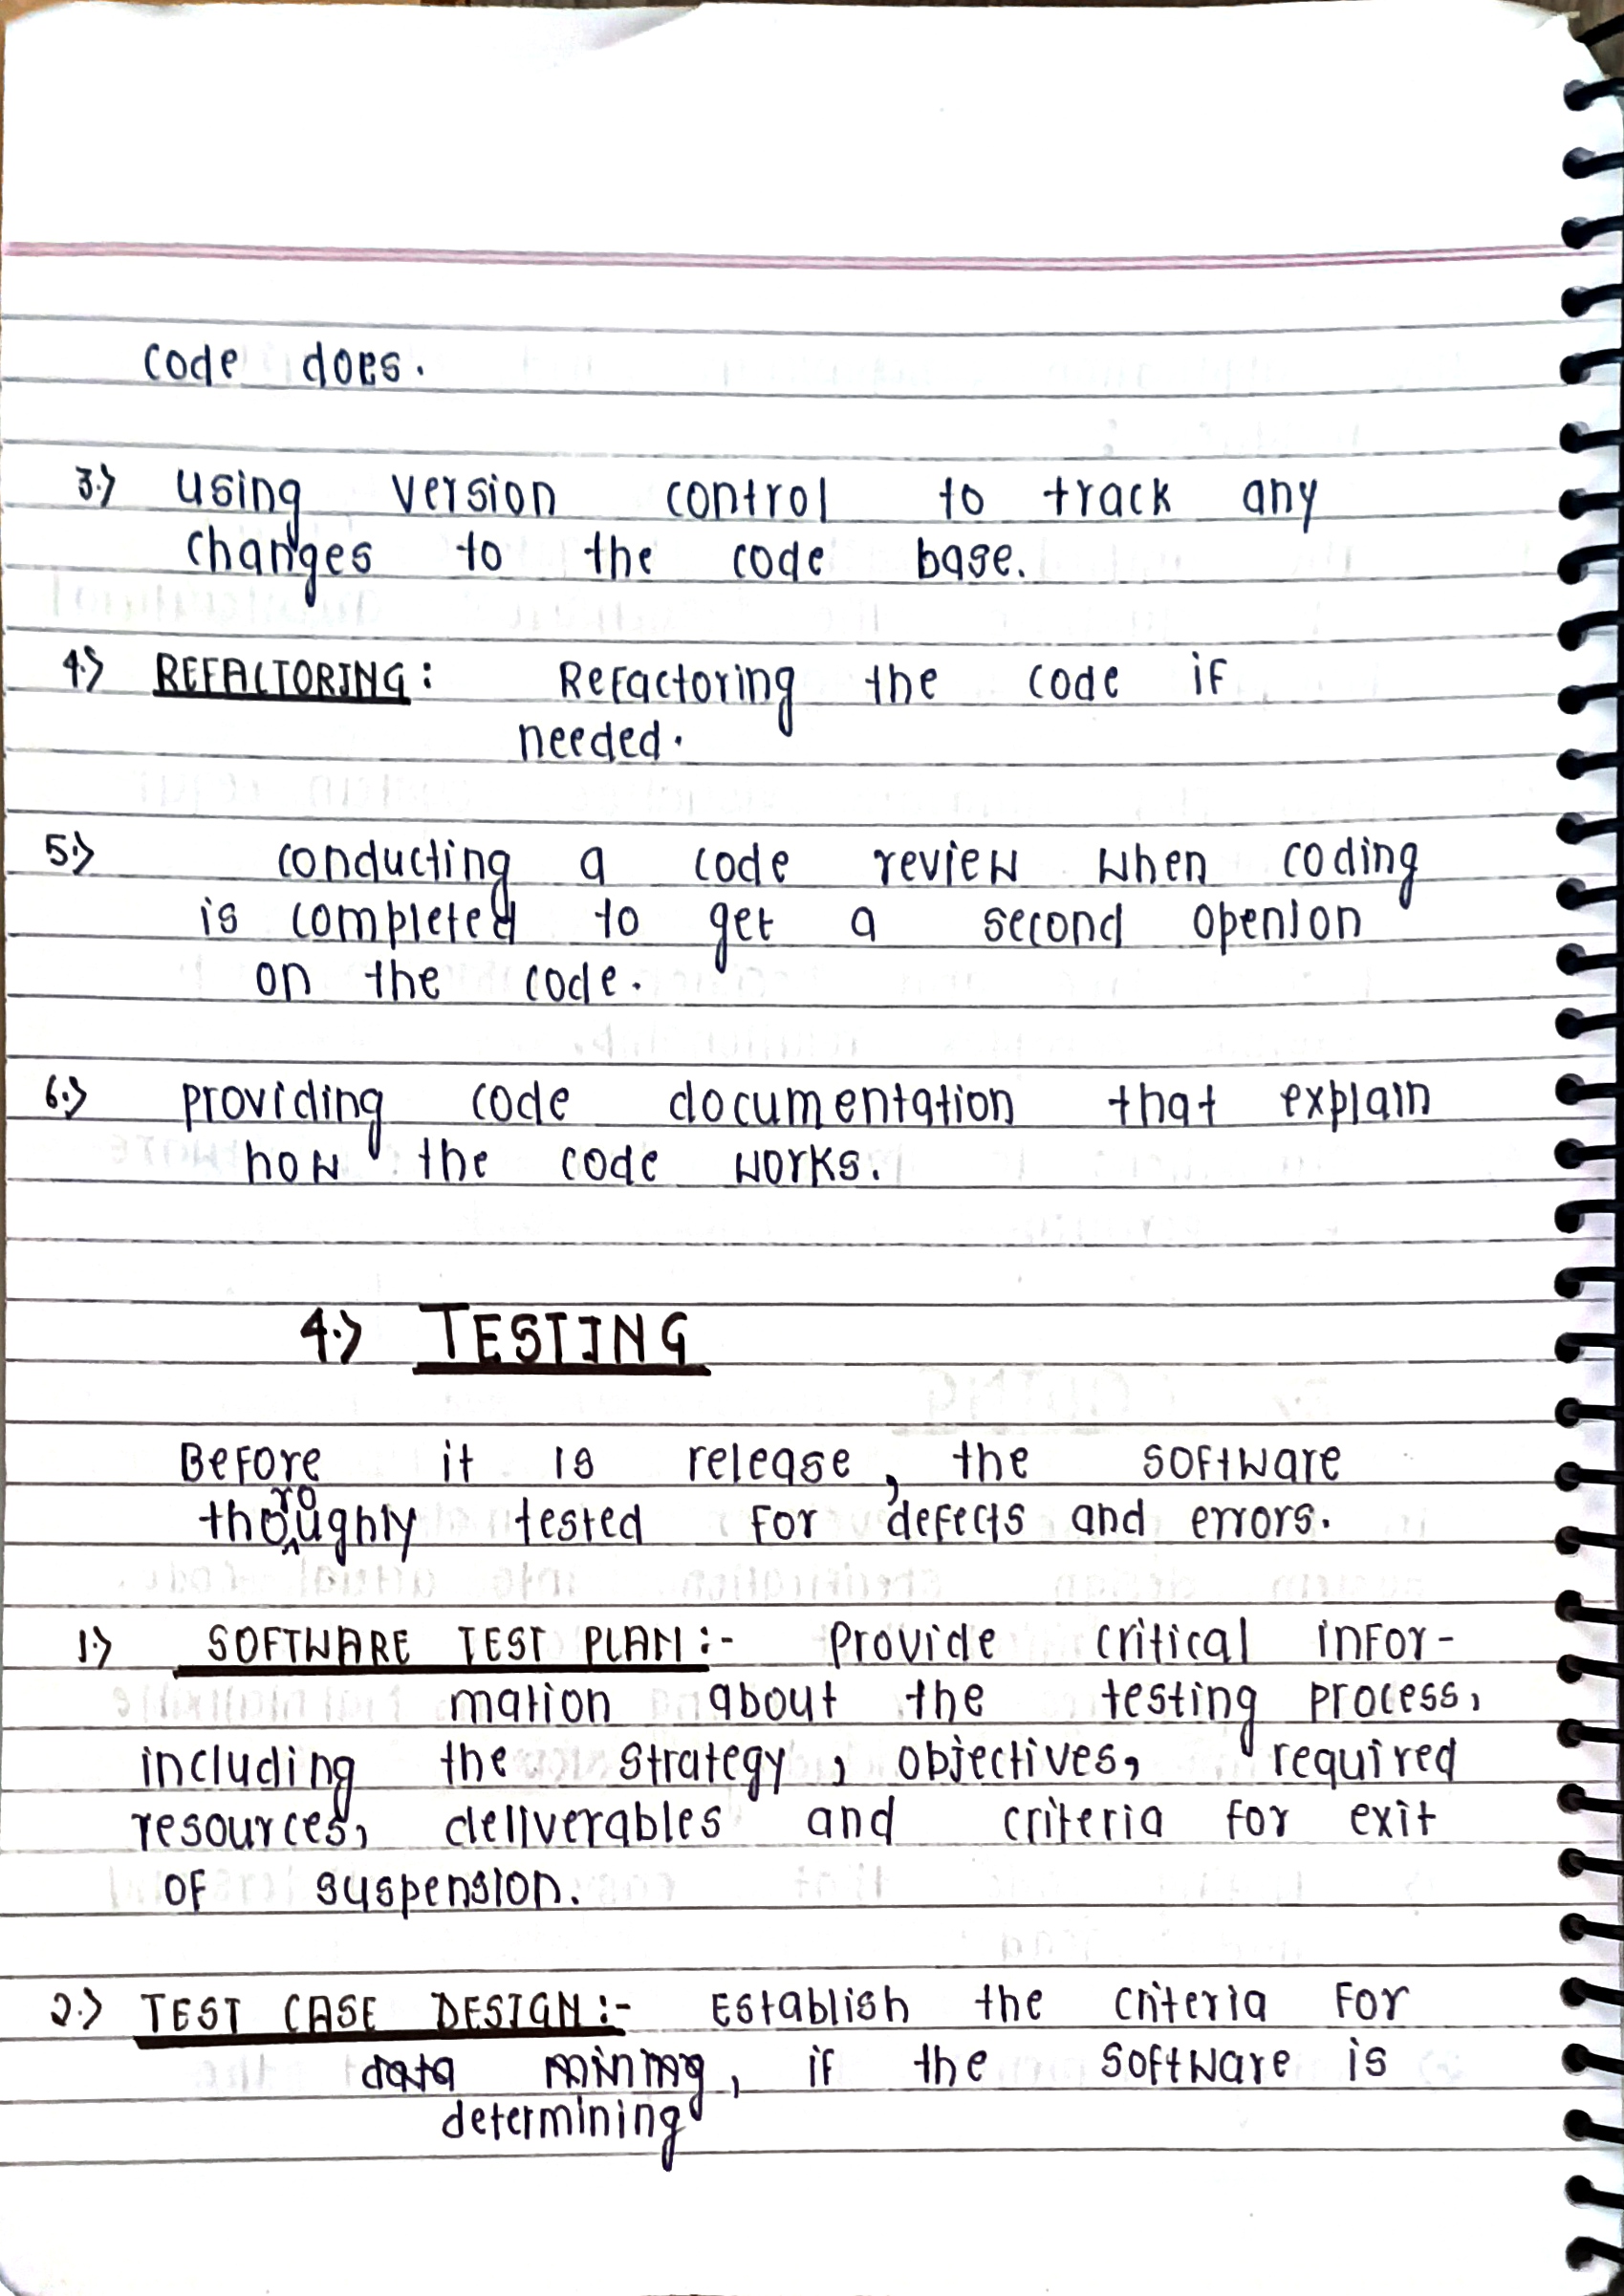 code does.
3.> using version control to track any
changes to the code base.
4.> REFACTORING: Refactoring the code if
needed.
5.> conducting a code review when coding
is completed to get a second openion
on the code.
6.> providing code documentation that explain
how the code works.
4.> TESTING
Before it is release, the software
thoroughly tested for defects and errors.
1.> SOFTWARE TEST PLAN:- provide critical infor-
mation about the testing process,
including the strategy, objectives, required
resources, deliverables and criteria for exit
of suspension.
2.> TEST CASE DESIGN:- Establish the criteria for
data mining, if the software is
determining